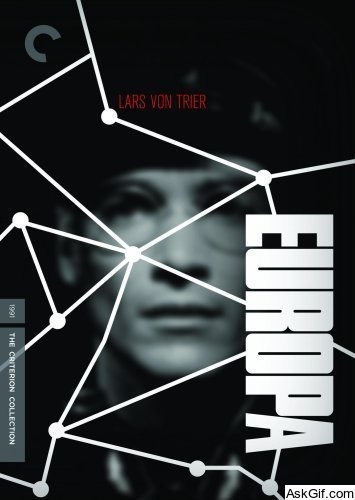 LARS VON TRIER
EUROPA
1991
THE CRITERION COLLECTION
AskGif.com